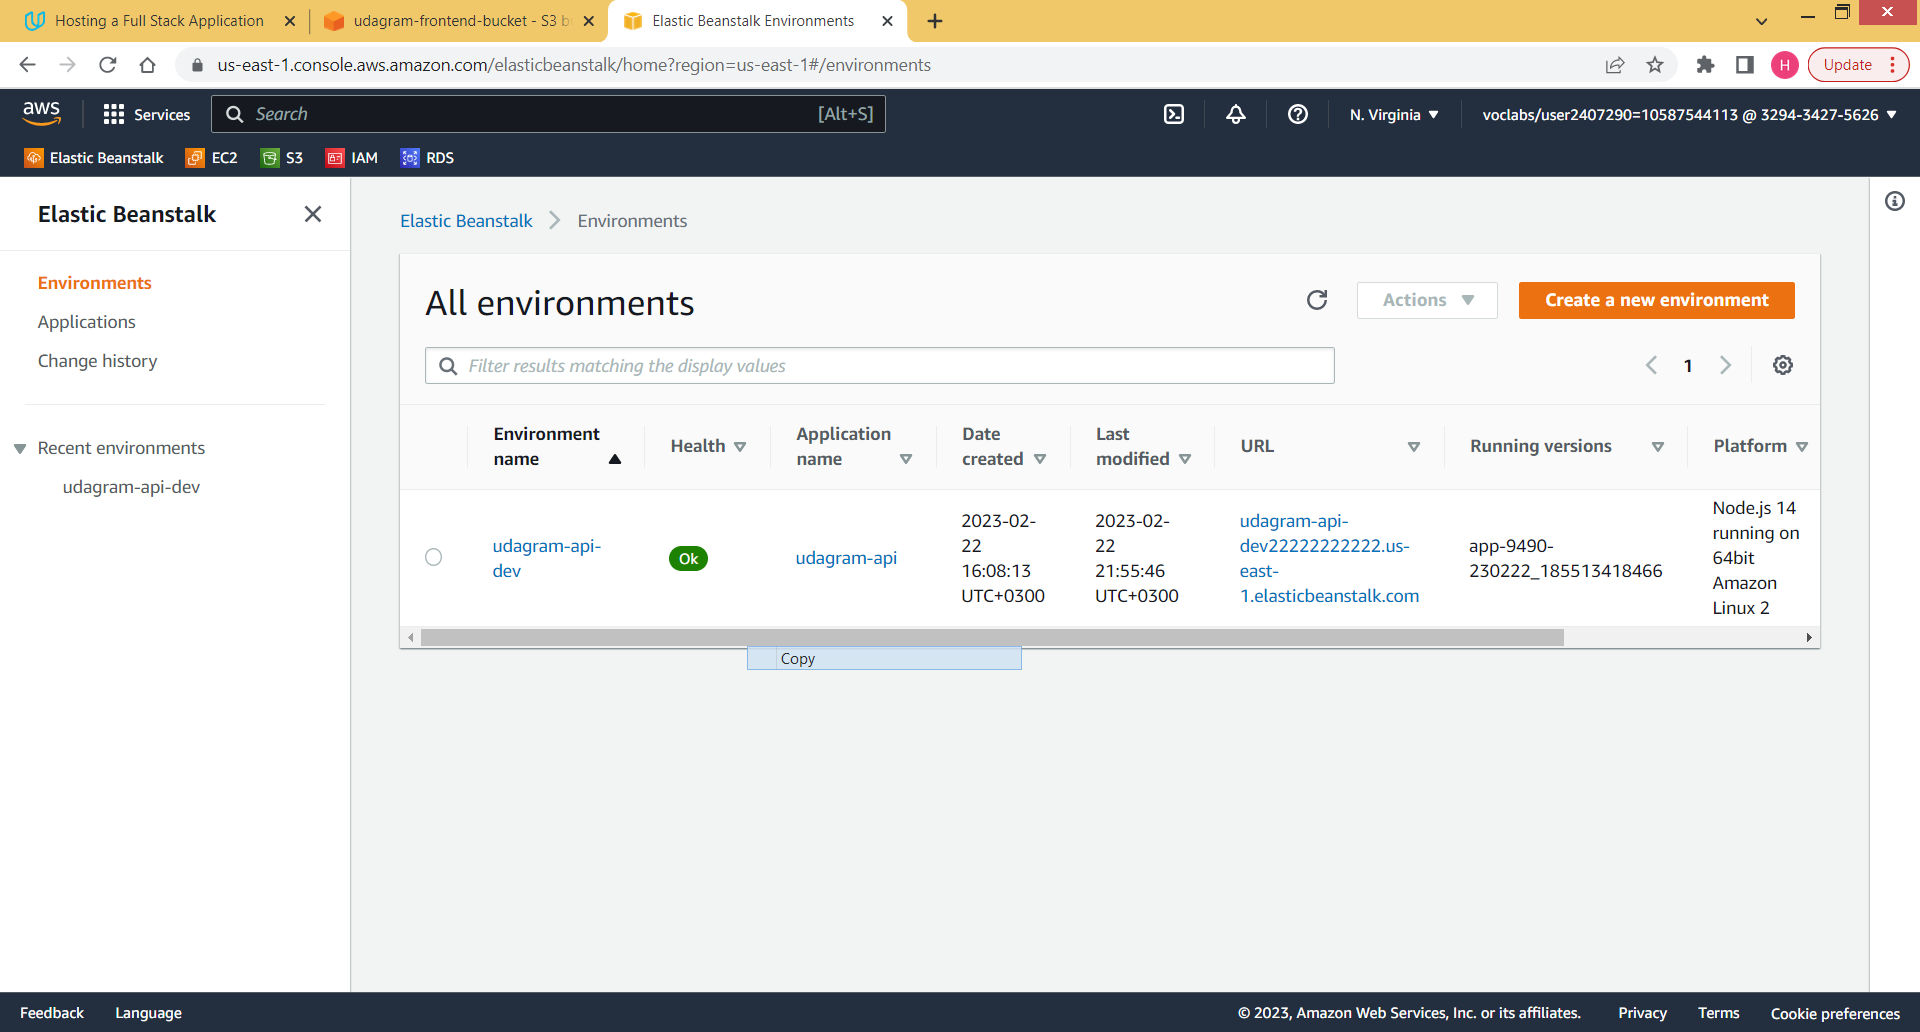 Hosting a Full Stack Application
udagram-frontend-bucket - S3 b
Elastic Beanstalk Environments
us-east-1.console.aws.amazon.com/elasticbeanstalk/home?region=us-east-1#/environments
H
Update
aws
Services
Search
[Alt+S]
N. Virginia
voclabs/user2407290=10587544113 @ 3294-3427-5626
Elastic Beanstalk
EC2
S3
IAM
RDS
Elastic Beanstalk
Environments
Applications
Change history
Recent environments
udagram-api-dev
Elastic Beanstalk
Environments
All environments
Actions
Create a new environment
Filter results matching the display values
1
Environment
name
Health
Application
name
Date
created
Last
modified
URL
Running versions
Platform
udagram-api-
dev
Ok
udagram-api
2023-02-
22
16:08:13
UTC+0300
2023-02-
22
21:55:46
UTC+0300
udagram-api-
dev22222222222.us-
east-
1.elasticbeanstalk.com
app-9490-
230222_185513418466
Node.js 14
running on
64bit
Amazon
Linux 2
Copy
Feedback
Language
© 2023, Amazon Web Services, Inc. or its affiliates.
Privacy
Terms
Cookie preferences